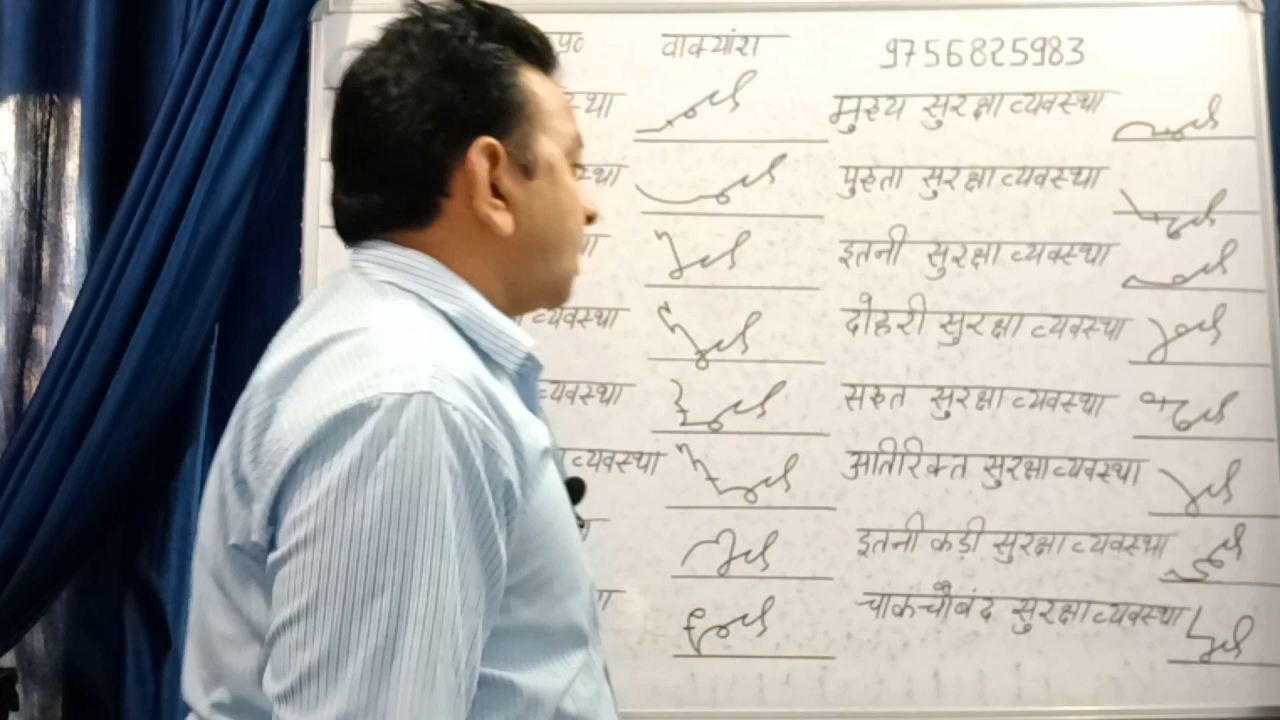 प्र० वाक्यांश 9756825983
स्था मुख्य सुरक्षा व्यवस्था
स्था पुख्ता सुरक्षा व्यवस्था
इतनी सुरक्षा व्यवस्था
व्यवस्था दोहरी सुरक्षा व्यवस्था
व्यवस्था सख्त सुरक्षा व्यवस्था
व्यवस्था अतिरिक्त सुरक्षा व्यवस्था
इतनी कड़ी सुरक्षा व्यवस्था
चाकचौबंद सुरक्षा व्यवस्था